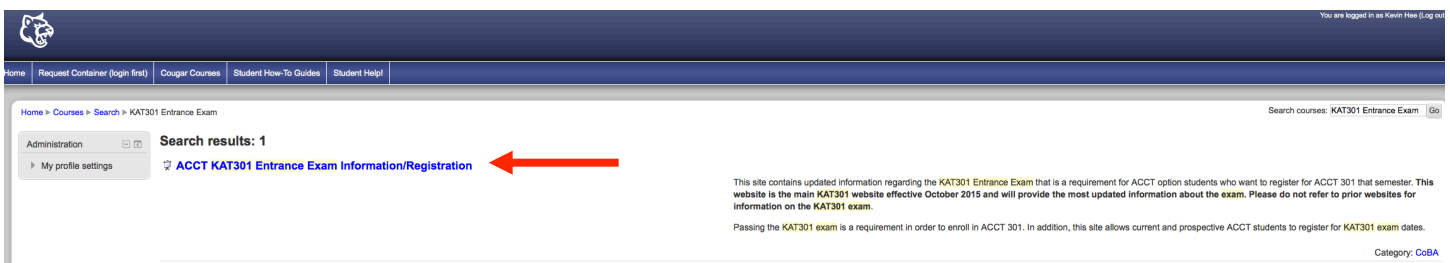 You are logged in as Kevin Hee (Log out
Home Request Container (login first) Cougar Courses Student How-To Guides Student Help!
Home ▶ Courses ▶ Search ▶ KAT301 Entrance Exam
Search courses: KAT301 Entrance Exam Go
Administration
My profile settings
Search results: 1
ACCT KAT301 Entrance Exam Information/Registration
This site contains updated information regarding the KAT301 Entrance Exam that is a requirement for ACCT option students who want to register for ACCT 301 that semester. This
website is the main KAT301 website effective October 2015 and will provide the most updated information about the exam. Please do not refer to prior websites for
information on the KAT301 exam.
Passing the KAT301 exam is a requirement in order to enroll in ACCT 301. In addition, this site allows current and prospective ACCT students to register for KAT301 exam dates.
Category: CoBA